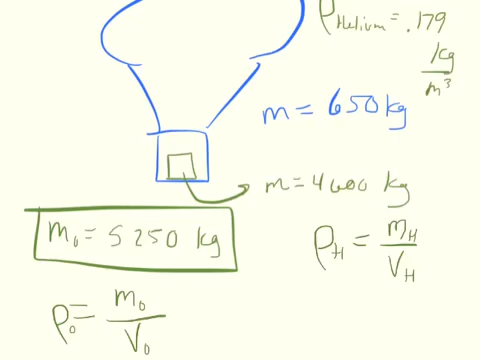 ρHelium = .179
kg/m³
m = 650 kg
m = 4600 kg
m₀ = 5250 kg
ρH = mH/VH
ρ₀ = m₀/V₀